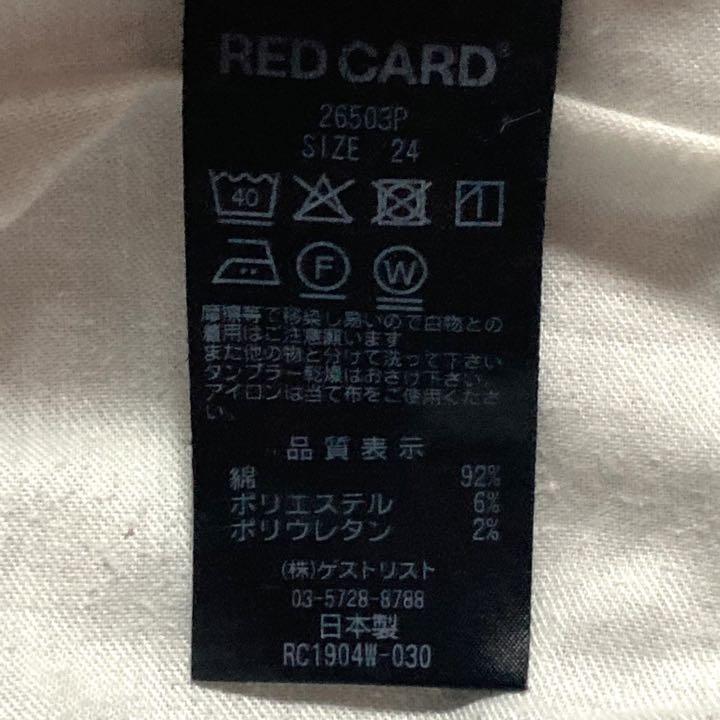 RED CARD®
26503P
SIZE 24
40
F W
摩擦等で移染し易いので白物との
着用はご注意願います
また他の物と分けて洗って下さい
タンブラー乾燥はおさけ下さい。
アイロンは当て布をご使用くださ
い。
品質表示
綿 92%
ポリエステル 6%
ポリウレタン 2%
(株)ゲストリスト
03-5728-8788
日本製
RC1904W-030